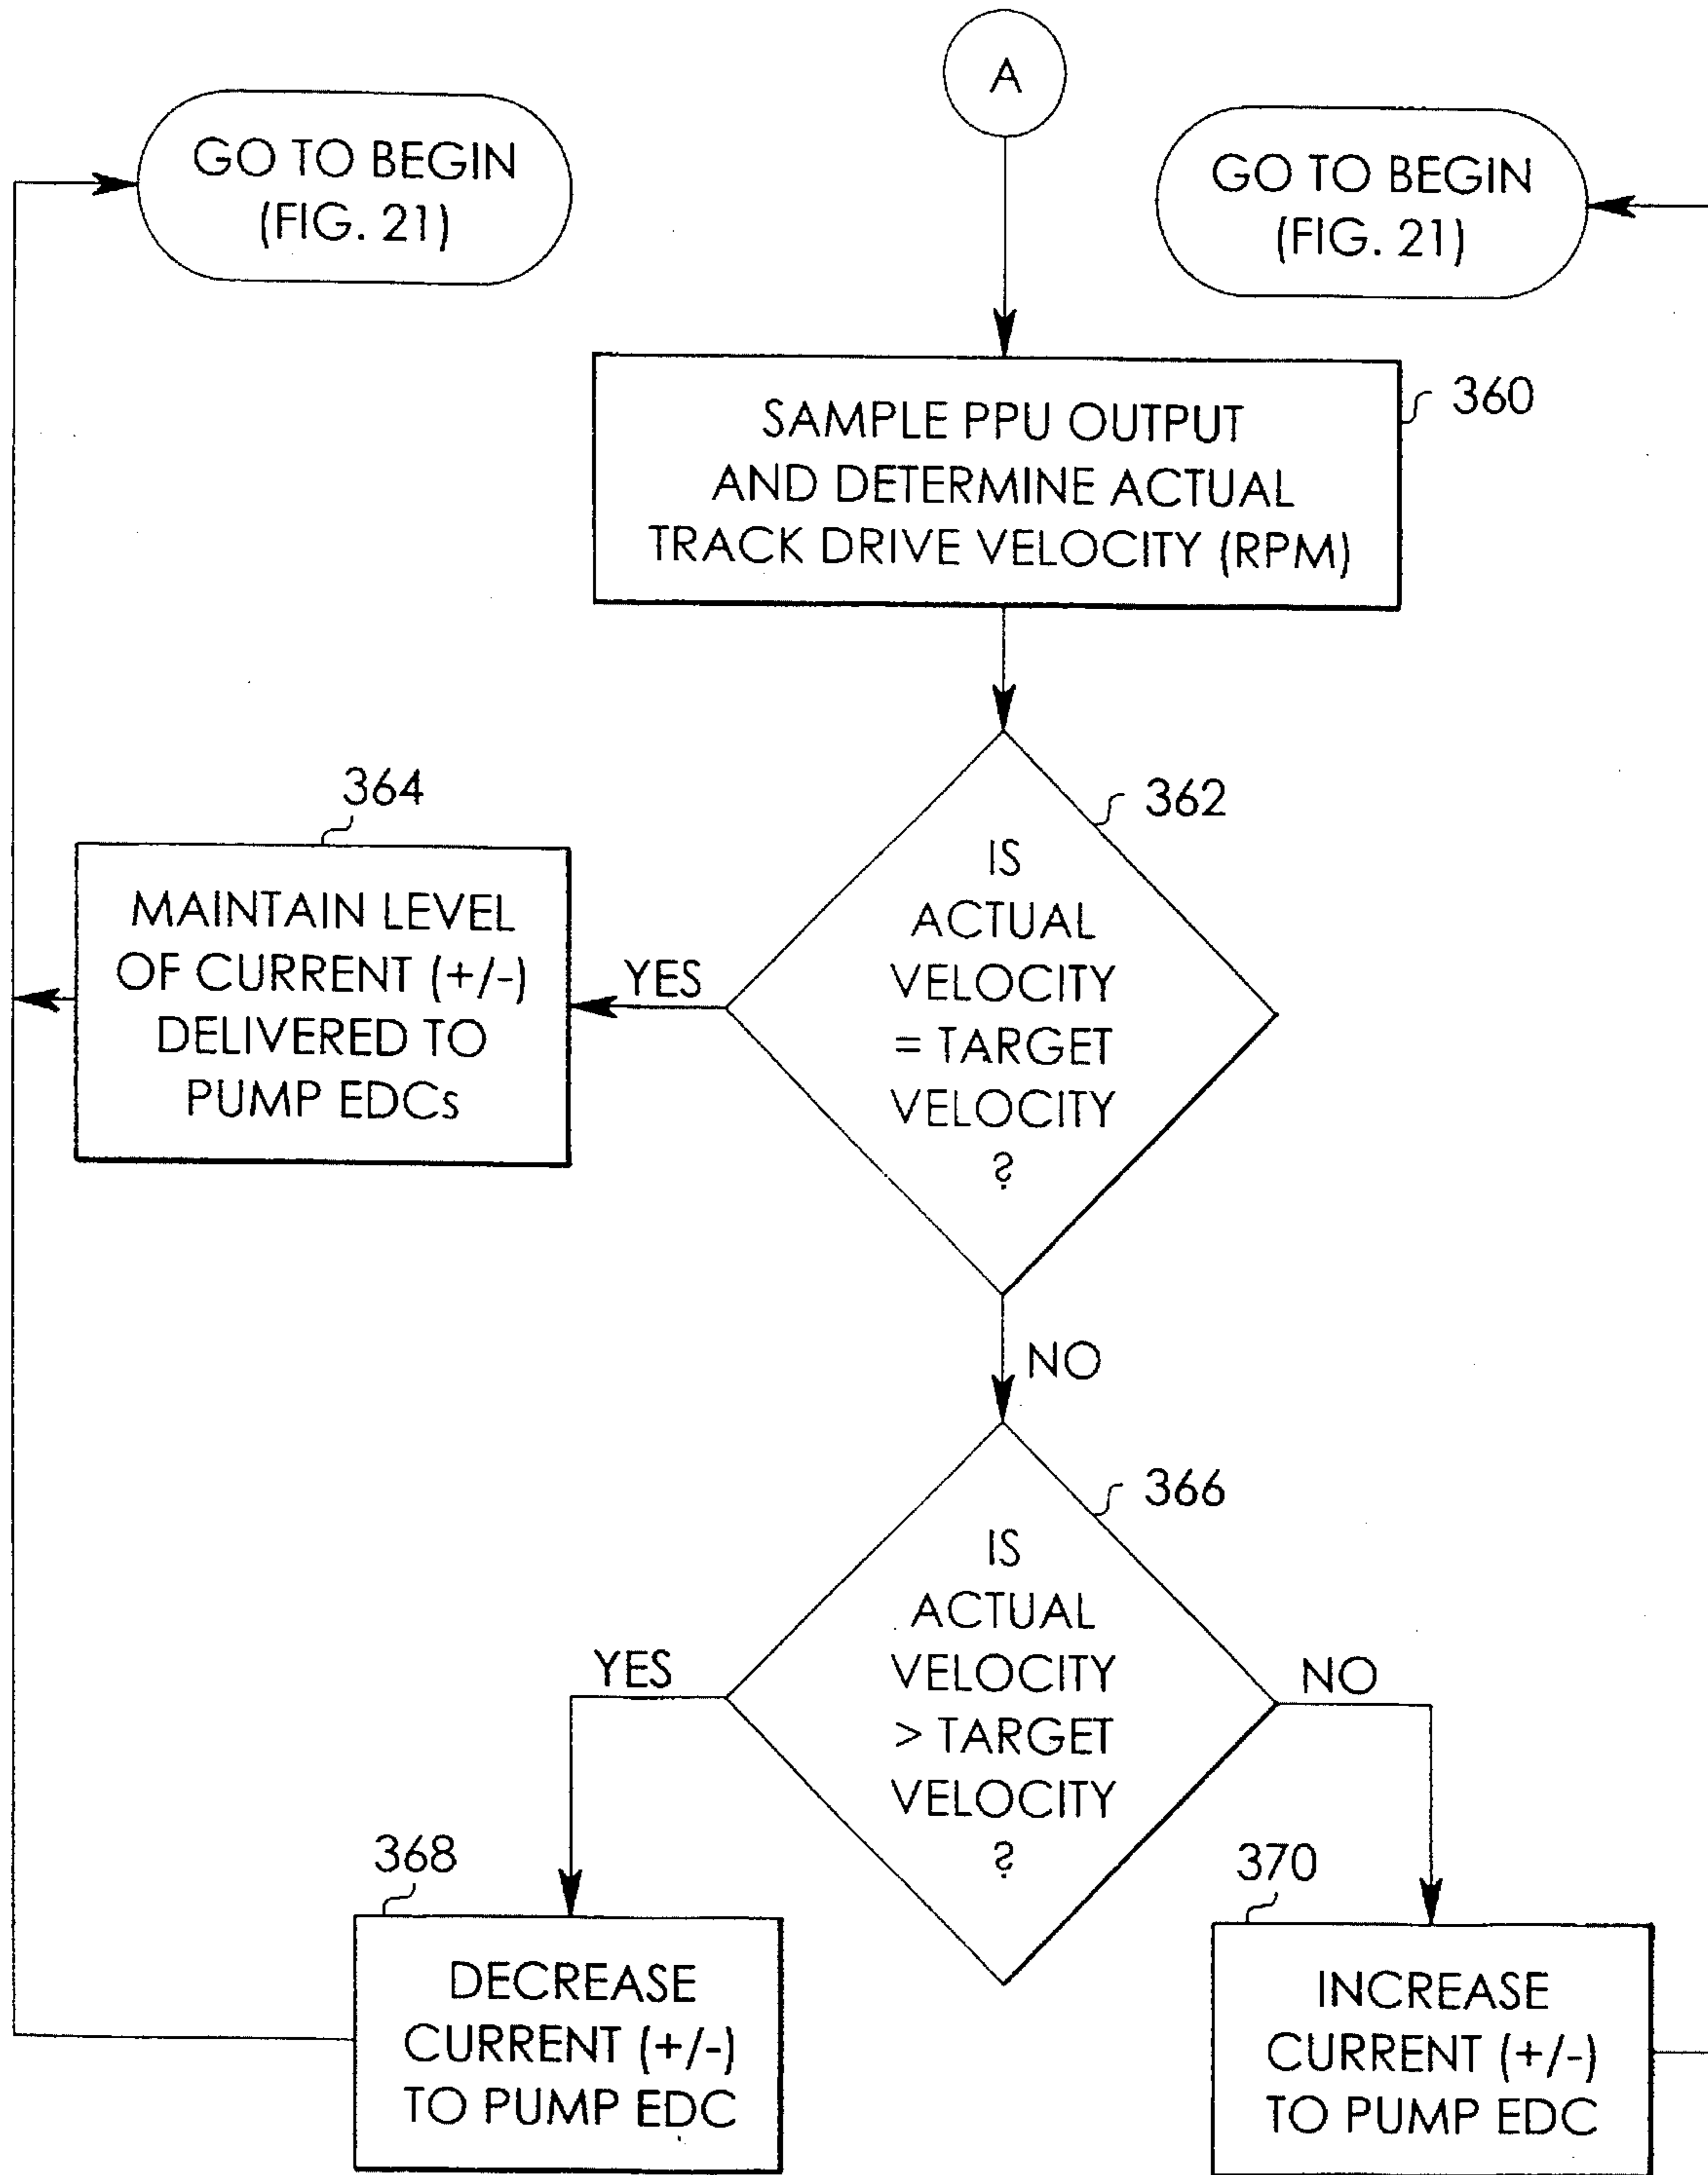 A
GO TO BEGIN
(FIG. 21)
GO TO BEGIN
(FIG. 21)
360
SAMPLE PPU OUTPUT
AND DETERMINE ACTUAL
TRACK DRIVE VELOCITY (RPM)
362
IS
ACTUAL
VELOCITY
= TARGET
VELOCITY
?
364
MAINTAIN LEVEL
OF CURRENT (+/-)
DELIVERED TO
PUMP EDCs
YES
NO
366
IS
ACTUAL
VELOCITY
> TARGET
VELOCITY
?
YES
NO
368
DECREASE
CURRENT (+/-)
TO PUMP EDC
370
INCREASE
CURRENT (+/-)
TO PUMP EDC